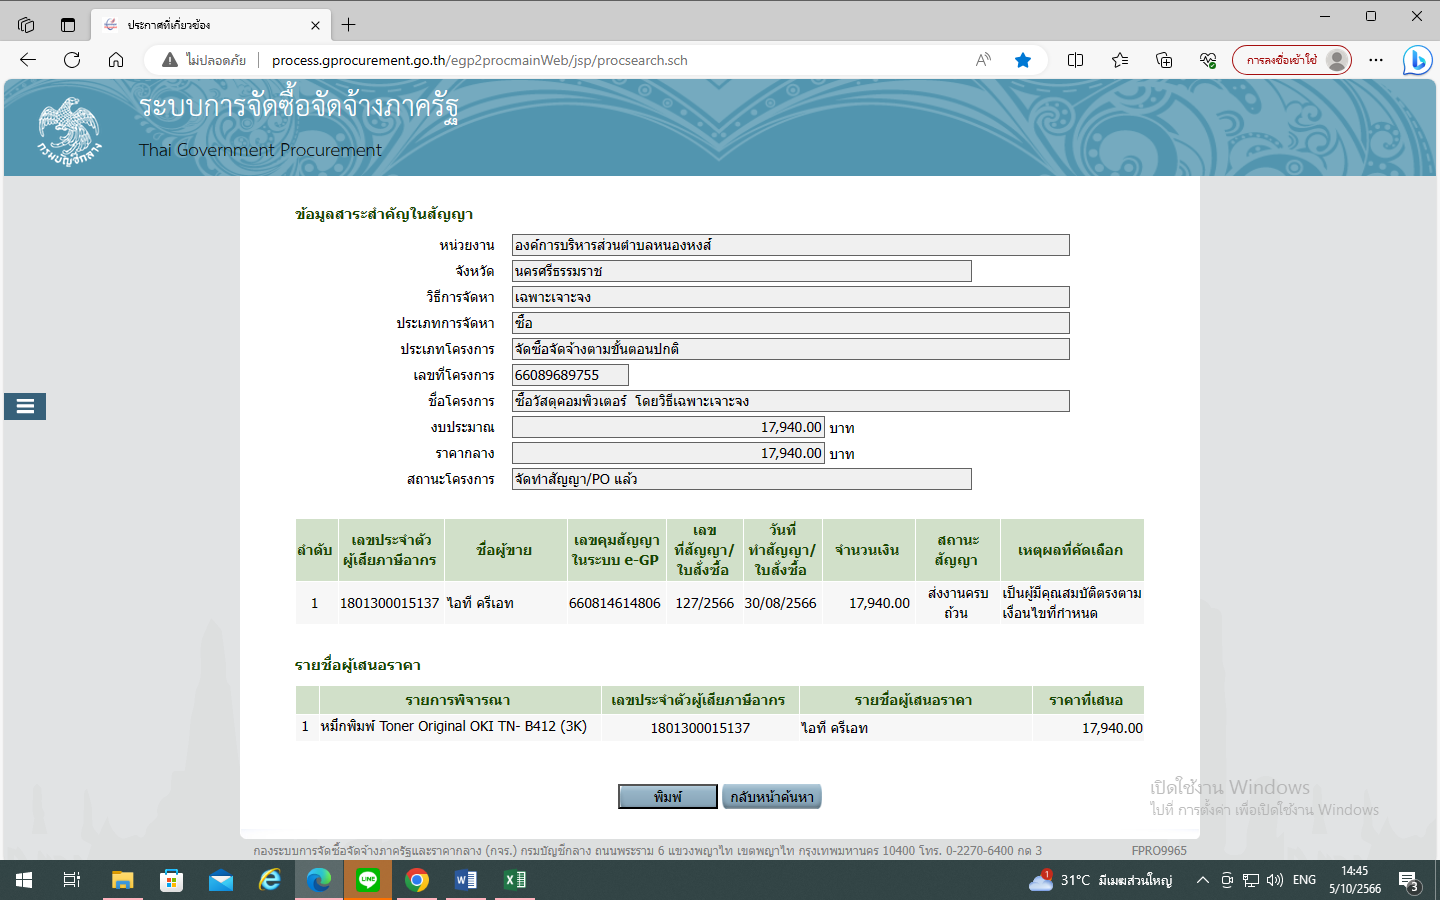 ประกาศที่เกี่ยวข้อง
ไม่ปลอดภัย
process.gprocurement.go.th/egp2procmainWeb/jsp/procsearch.sch
การลงชื่อเข้าใช้
ระบบการจัดซื้อจัดจ้างภาครัฐ
Thai Government Procurement
กรมบัญชีกลาง
ข้อมูลสาระสำคัญในสัญญา
หน่วยงาน องค์การบริหารส่วนตำบลหนองหงส์
จังหวัด นครศรีธรรมราช
วิธีการจัดหา เฉพาะเจาะจง
ประเภทการจัดหา ซื้อ
ประเภทโครงการ จัดซื้อจัดจ้างตามขั้นตอนปกติ
เลขที่โครงการ 66089689755
ชื่อโครงการ ซื้อวัสดุคอมพิวเตอร์ โดยวิธีเฉพาะเจาะจง
งบประมาณ 17,940.00 บาท
ราคากลาง 17,940.00 บาท
สถานะโครงการ จัดทำสัญญา/PO แล้ว
ลำดับ เลขประจำตัวผู้เสียภาษีอากร ชื่อผู้ขาย เลขคุมสัญญาในระบบ e-GP เลขที่สัญญา/ใบสั่งซื้อ วันที่ทำสัญญา/ใบสั่งซื้อ จำนวนเงิน สถานะสัญญา เหตุผลที่คัดเลือก
1 1801300015137 ไอที ครีเอท 660814614806 127/2566 30/08/2566 17,940.00 ส่งงานครบถ้วน เป็นผู้มีคุณสมบัติตรงตามเงื่อนไขที่กำหนด
รายชื่อผู้เสนอราคา
รายการพิจารณา เลขประจำตัวผู้เสียภาษีอากร รายชื่อผู้เสนอราคา ราคาที่เสนอ
1 หมึกพิมพ์ Toner Original OKI TN- B412 (3K) 1801300015137 ไอที ครีเอท 17,940.00
พิมพ์ กลับหน้าค้นหา
เปิดใช้งาน Windows
ไปที่ การตั้งค่า เพื่อเปิดใช้งาน Windows
กองระบบการจัดซื้อจัดจ้างภาครัฐและราคากลาง (กจร.) กรมบัญชีกลาง ถนนพระราม 6 แขวงพญาไท เขตพญาไท กรุงเทพมหานคร 10400 โทร. 0-2270-6400 กด 3 FPRO9965
LINE
1
31°C มีเมฆส่วนใหญ่
ENG
14:45
5/10/2566
3